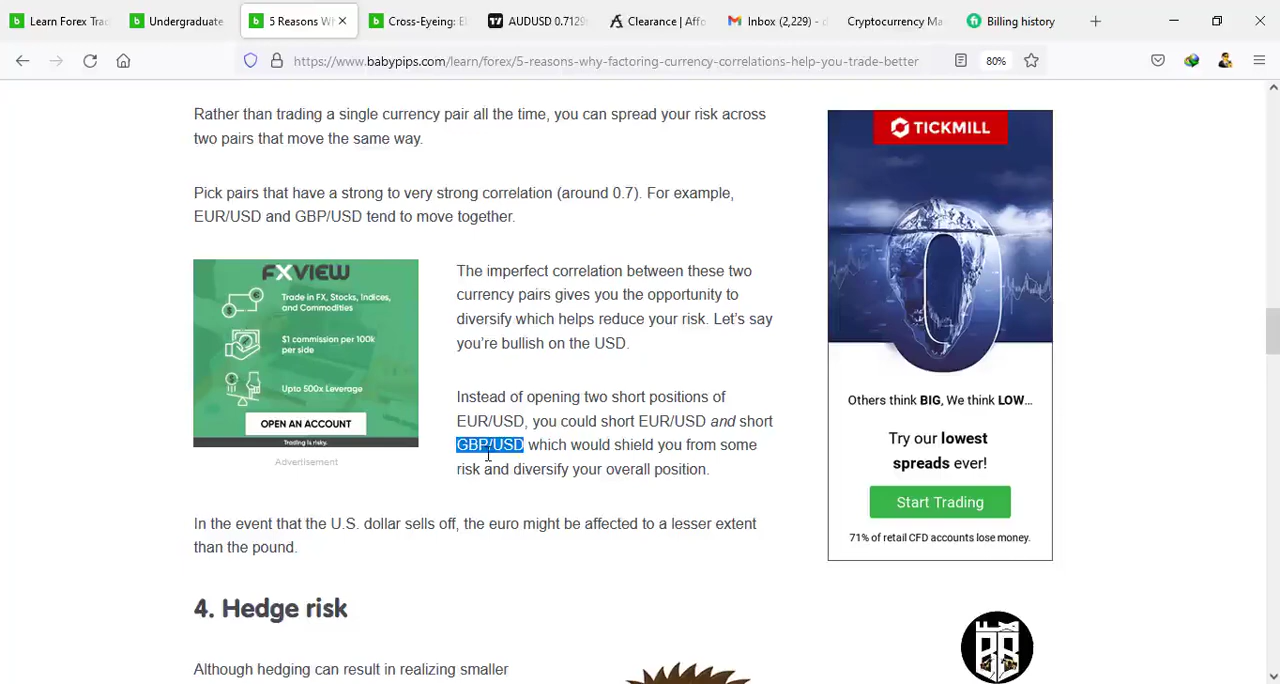 Learn Forex Tra
Undergraduate
5 Reasons Wh
Cross-Eyeing: E
AUDUSD 0.7129
Clearance | Affo
Inbox (2,229) - d
Cryptocurrency Ma
Billing history
https://www.babypips.com/learn/forex/5-reasons-why-factoring-currency-correlations-help-you-trade-better
80%
Rather than trading a single currency pair all the time, you can spread your risk across
two pairs that move the same way.
Pick pairs that have a strong to very strong correlation (around 0.7). For example,
EUR/USD and GBP/USD tend to move together.
FXVIEW
Trade in FX, Stocks, Indices,
and Commodities
$1 commission per 100k
per side
Upto 500x Leverage
OPEN AN ACCOUNT
Trading is risky.
Advertisement
The imperfect correlation between these two
currency pairs gives you the opportunity to
diversify which helps reduce your risk. Let’s say
you’re bullish on the USD.
Instead of opening two short positions of
EUR/USD, you could short EUR/USD and short
GBP/USD which would shield you from some
risk and diversify your overall position.
In the event that the U.S. dollar sells off, the euro might be affected to a lesser extent
than the pound.
4. Hedge risk
Although hedging can result in realizing smaller
TICKMILL
0
Others think BIG, We think LOW...
Try our lowest
spreads ever!
Start Trading
71% of retail CFD accounts lose money.